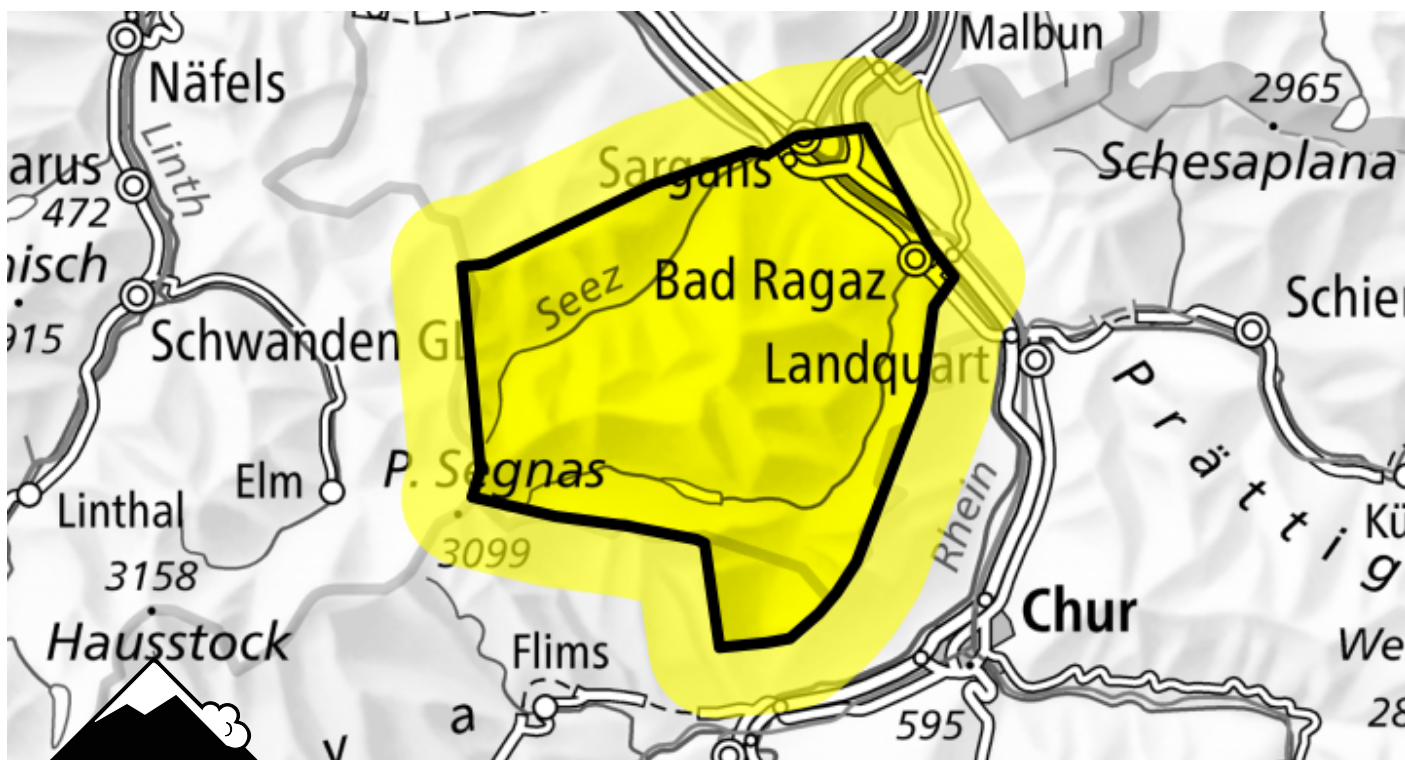 Malbun
Näfels
2965
Linth
arus
Sargans
Schesaplana
472
nisch
Seez
Bad Ragaz
Schier
915
Schwanden GL
Landquart
Prättig
P. Segnas
Elm
Linthal
Rhein
Kü
3099
3158
Chur
Hausstock
Flims
We
a
595
28
v